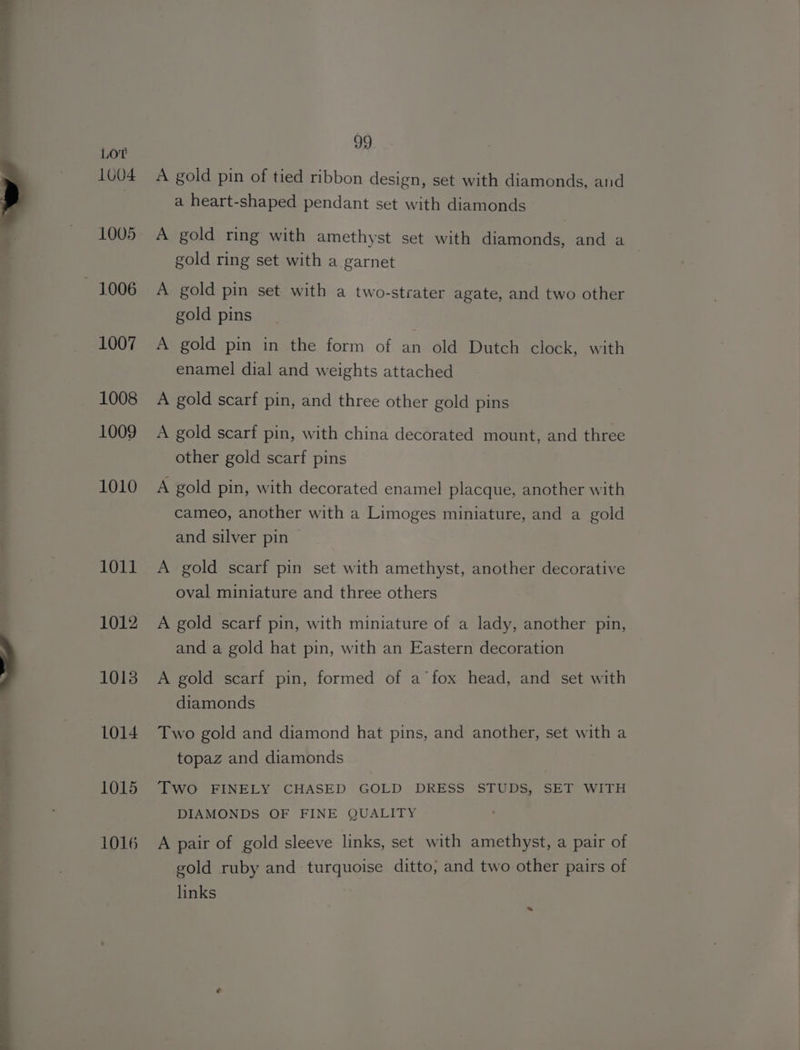 99
LOT
1004 A gold pin of tied ribbon design, set with diamonds, and
a heart-shaped pendant set with diamonds
1005 A gold ring with amethyst set with diamonds, and a
gold ring set with a garnet
1006 A gold pin set with a two-strater agate, and two other
gold pins
1007 A gold pin in the form of an old Dutch clock, with
enamel dial and weights attached
1008 A gold scarf pin, and three other gold pins
1009 A gold scarf pin, with china decorated mount, and three
other gold scarf pins
1010 A gold pin, with decorated enamel placque, another with
cameo, another with a Limoges miniature, and a gold
and silver pin
1011 A gold scarf pin set with amethyst, another decorative
oval miniature and three others
1012 A gold scarf pin, with miniature of a lady, another pin,
and a gold hat pin, with an Eastern decoration
1013 A gold scarf pin, formed of a fox head, and set with
diamonds
1014 Two gold and diamond hat pins, and another, set with a
topaz and diamonds
1015 TWO FINELY CHASED GOLD DRESS STUDS, SET WITH
DIAMONDS OF FINE QUALITY
1016 A pair of gold sleeve links, set with amethyst, a pair of
gold ruby and turquoise ditto, and two other pairs of
links